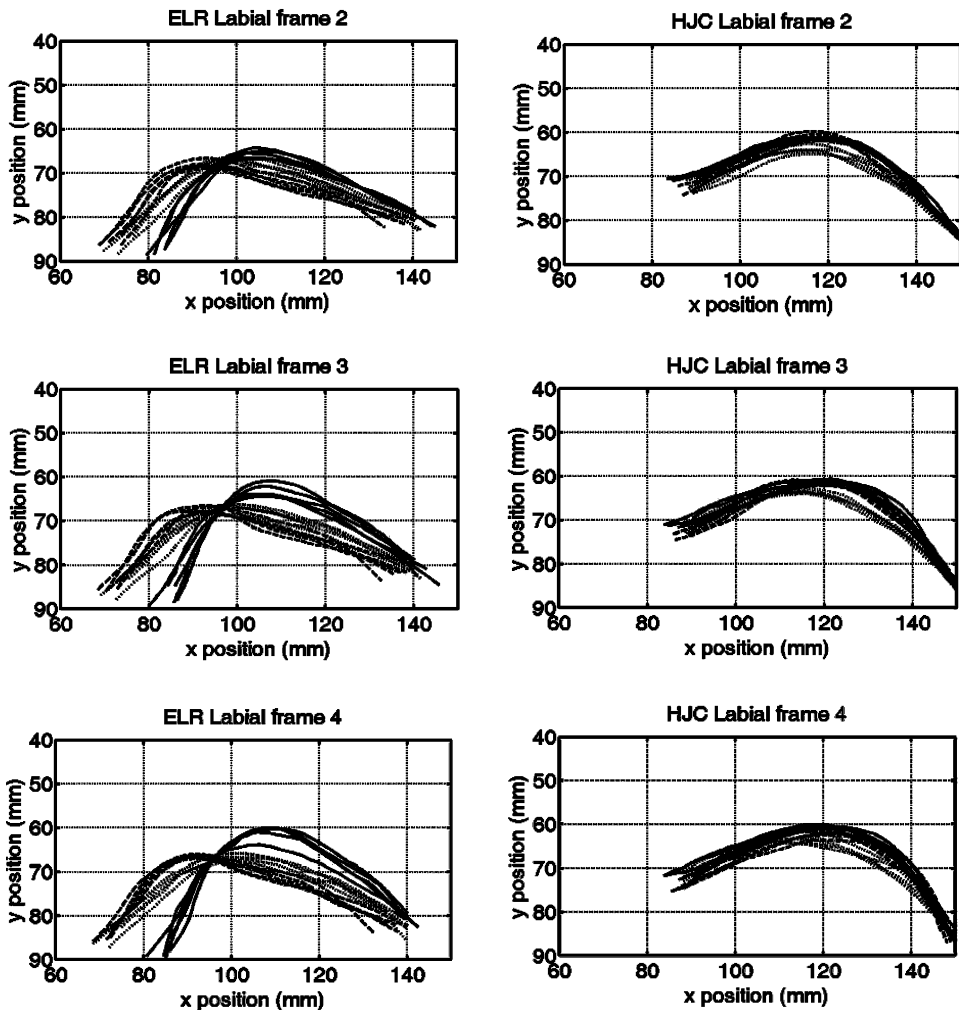 ELR Labial frame 2
40
50
60
70
80
90
y position (mm)
60 80 100 120 140
x position (mm)
HJC Labial frame 2
40
50
60
70
80
90
y position (mm)
60 80 100 120 140
x position (mm)
ELR Labial frame 3
40
50
60
70
80
90
y position (mm)
60 80 100 120 140
x position (mm)
HJC Labial frame 3
40
50
60
70
80
90
y position (mm)
60 80 100 120 140
x position (mm)
ELR Labial frame 4
40
50
60
70
80
90
y position (mm)
60 80 100 120 140
x position (mm)
HJC Labial frame 4
40
50
60
70
80
90
y position (mm)
60 80 100 120 140
x position (mm)